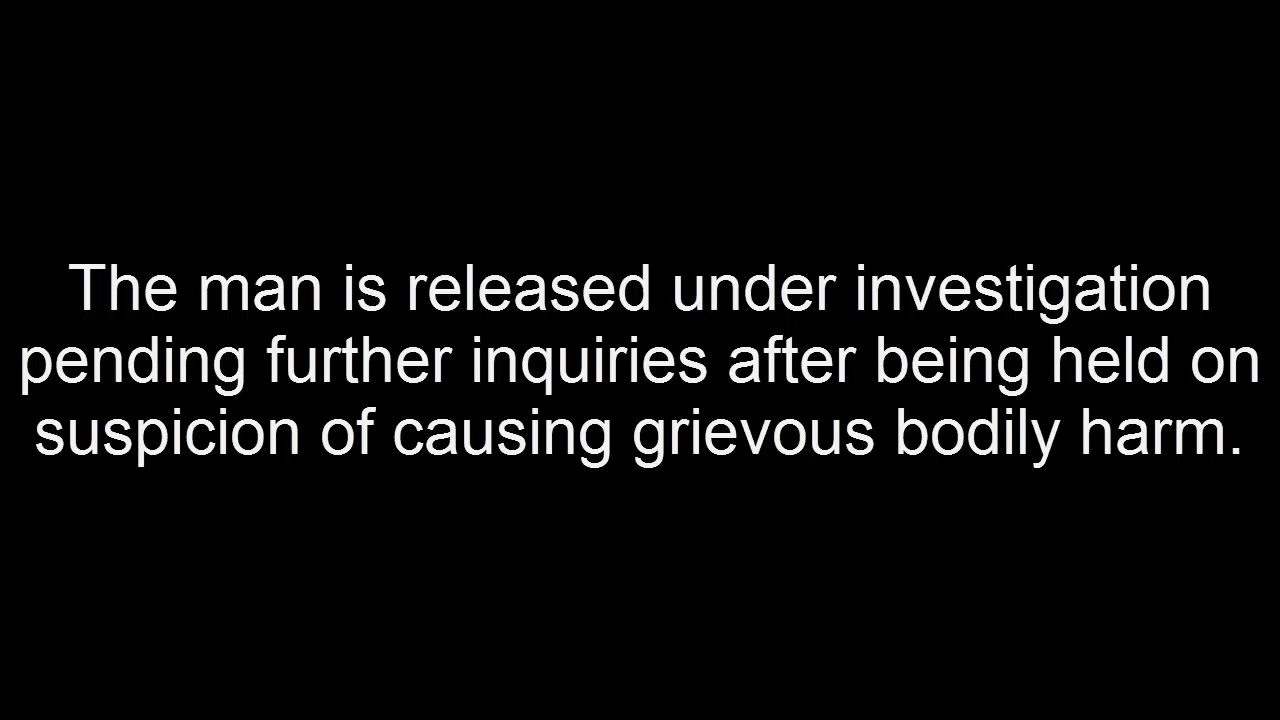 The man is released under investigation
pending further inquiries after being held on
suspicion of causing grievous bodily harm.